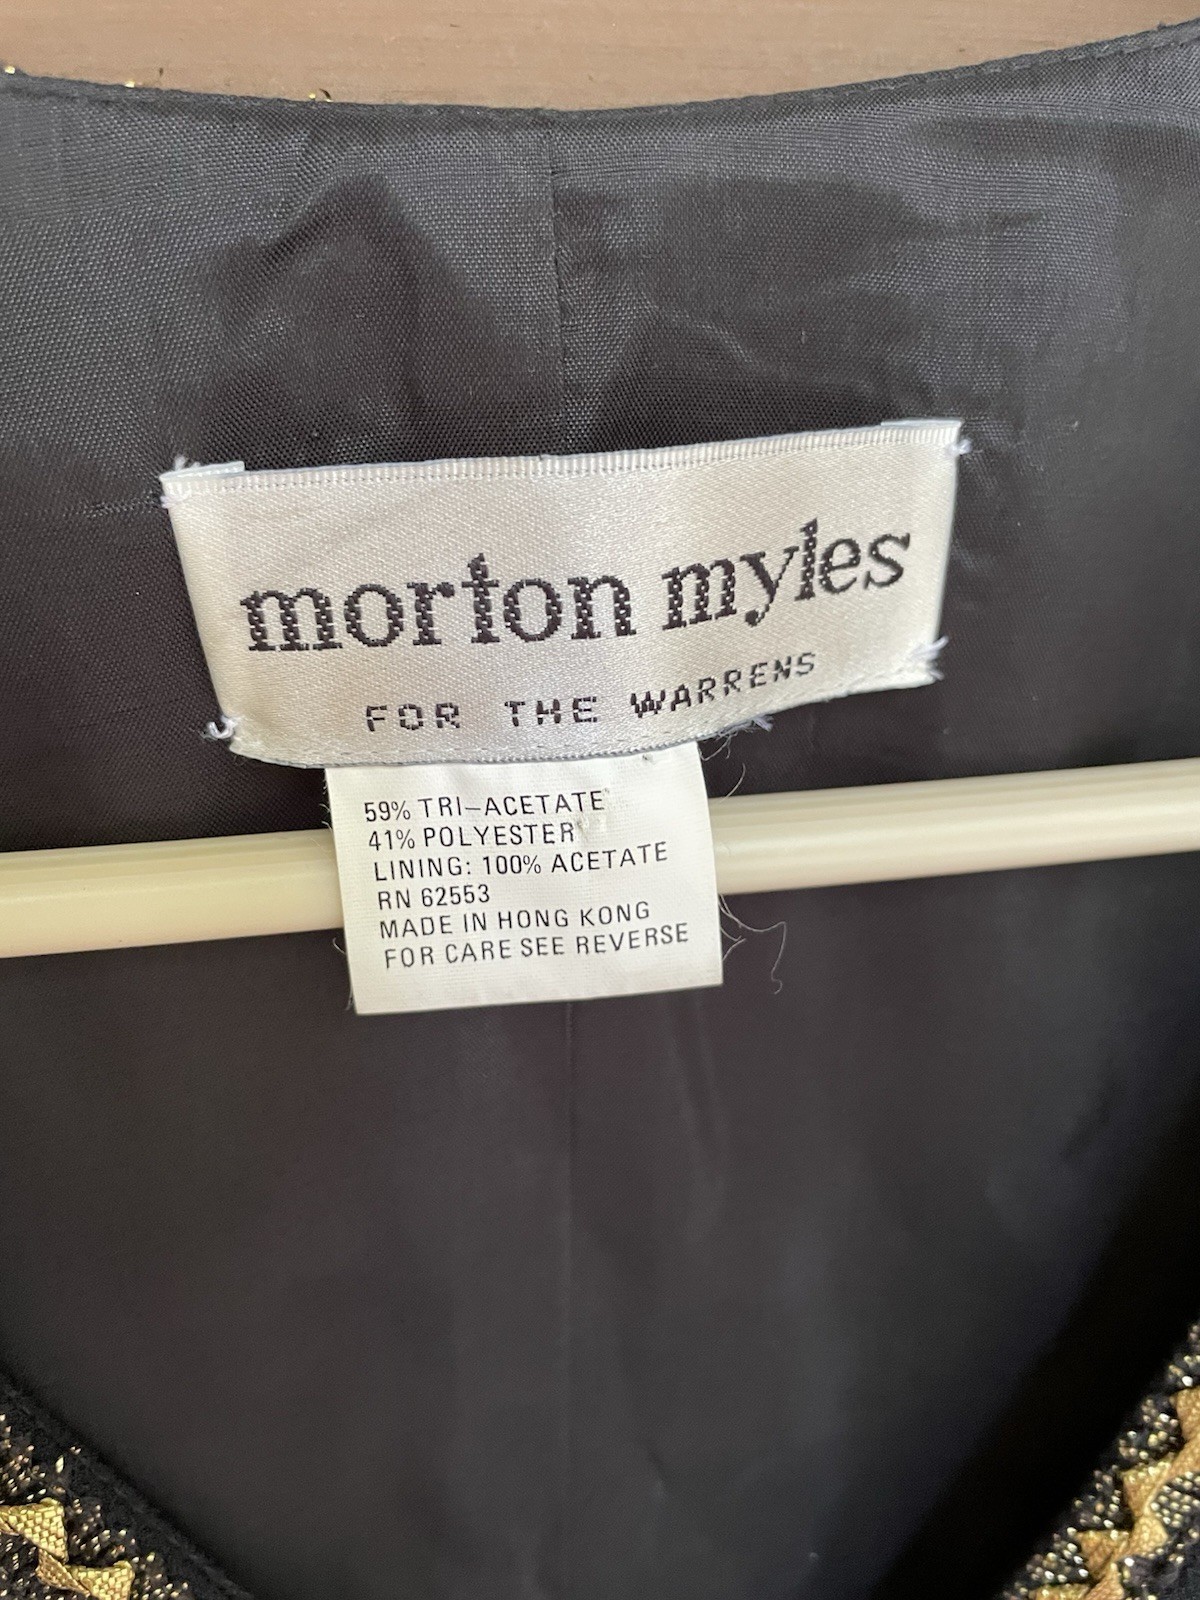 morton myles
FOR THE WARRENS
59% TRI-ACETATE
41% POLYESTER
LINING: 100% ACETATE
RN 62553
MADE IN HONG KONG
FOR CARE SEE REVERSE